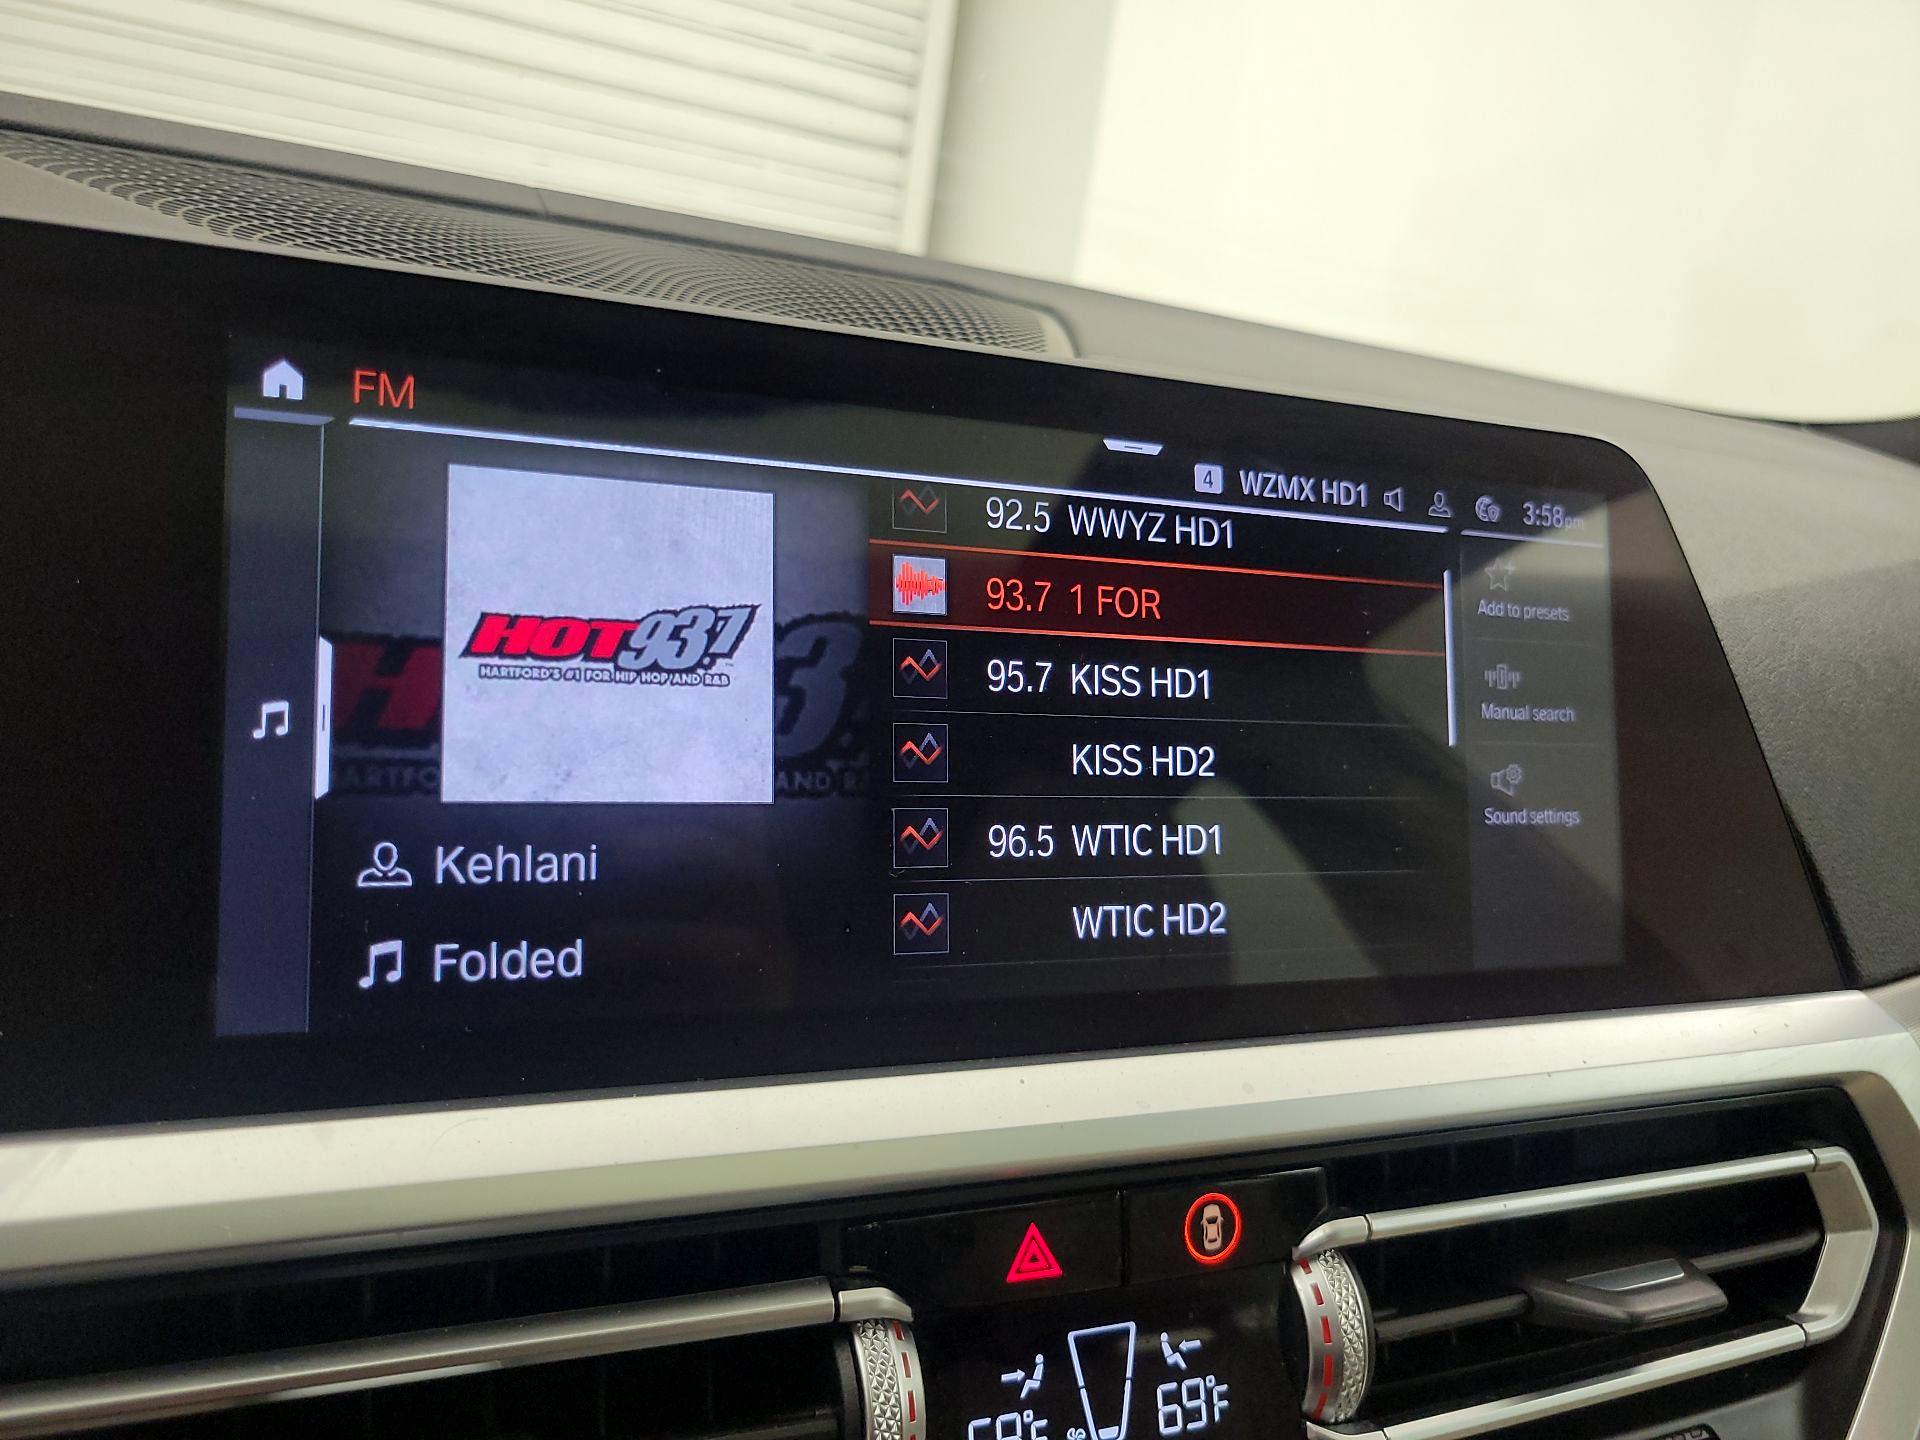 FM
4 WZMX HD1 3:58pm
HOT 93.7
HARTFORD'S #1 FOR HIP HOP AND R&B
Kehlani
Folded
92.5 WWYZ HD1
93.7 1 FOR
95.7 KISS HD1
KISS HD2
96.5 WTIC HD1
WTIC HD2
Add to presets
Manual search
Sound settings
69°F